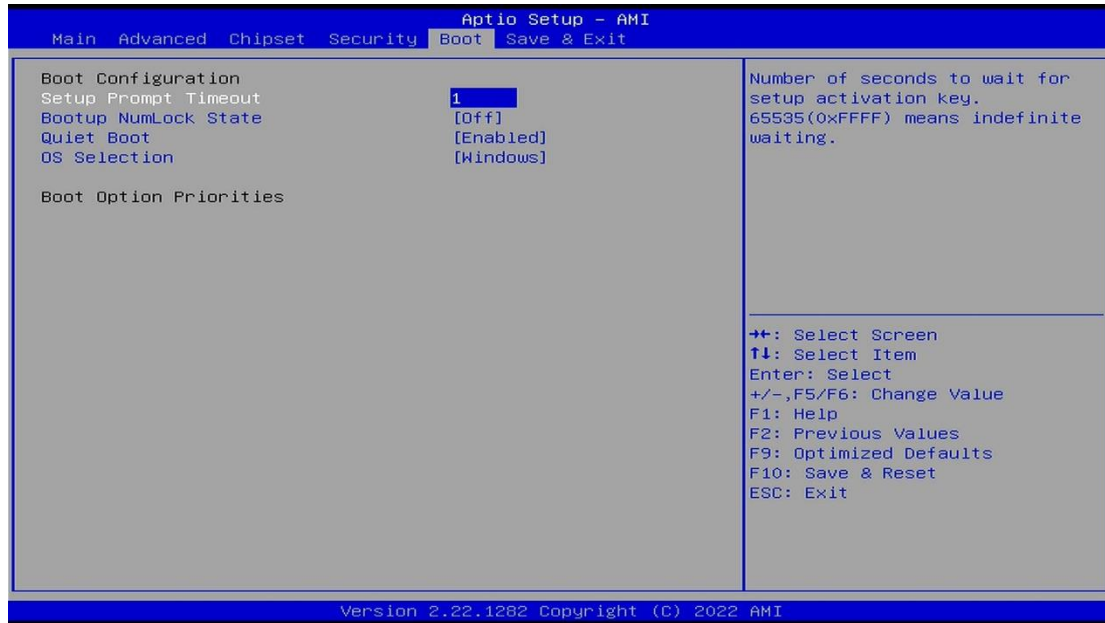 Aptio Setup – AMI
Main Advanced Chipset Security Boot Save & Exit
Boot Configuration
Setup Prompt Timeout 1
Bootup NumLock State [Off]
Quiet Boot [Enabled]
OS Selection [Windows]
Boot Option Priorities
Number of seconds to wait for
setup activation key.
65535(0xFFFF) means indefinite
waiting.
→←: Select Screen
↑↓: Select Item
Enter: Select
+/-,F5/F6: Change Value
F1: Help
F2: Previous Values
F9: Optimized Defaults
F10: Save & Reset
ESC: Exit
Version 2.22.1282 Copyright (C) 2022 AMI